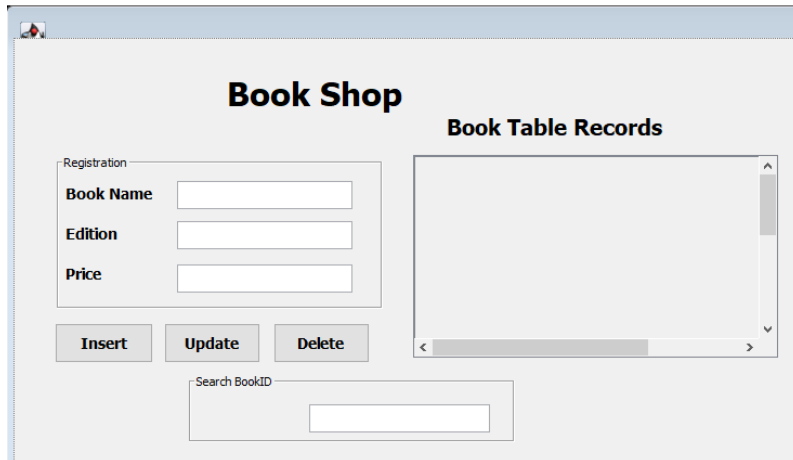 Book Shop
Book Table Records
Registration
Book Name
Edition
Price
Insert
Update
Delete
Search BookID